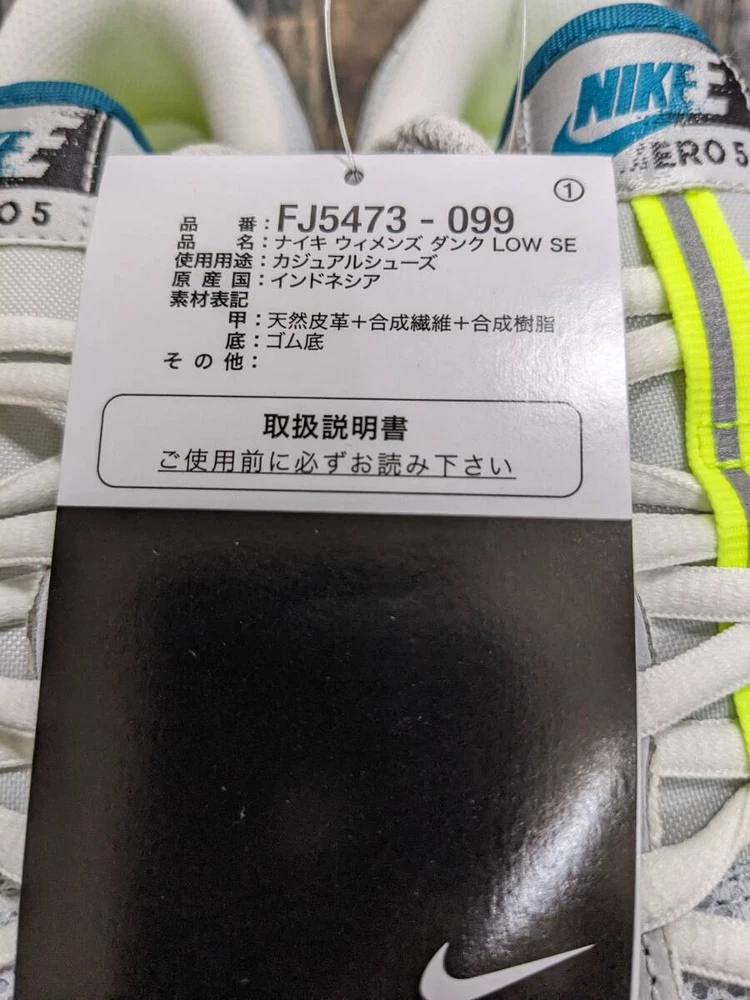 NIKE
AERO 5
O 5
①
品 番：FJ5473 - 099
品 名：ナイキ ウィメンズ ダンク LOW SE
使用用途：カジュアルシューズ
原 産 国：インドネシア
素材表記
甲：天然皮革＋合成繊維＋合成樹脂
底：ゴム底
そ の 他：
取扱説明書
ご使用前に必ずお読み下さい